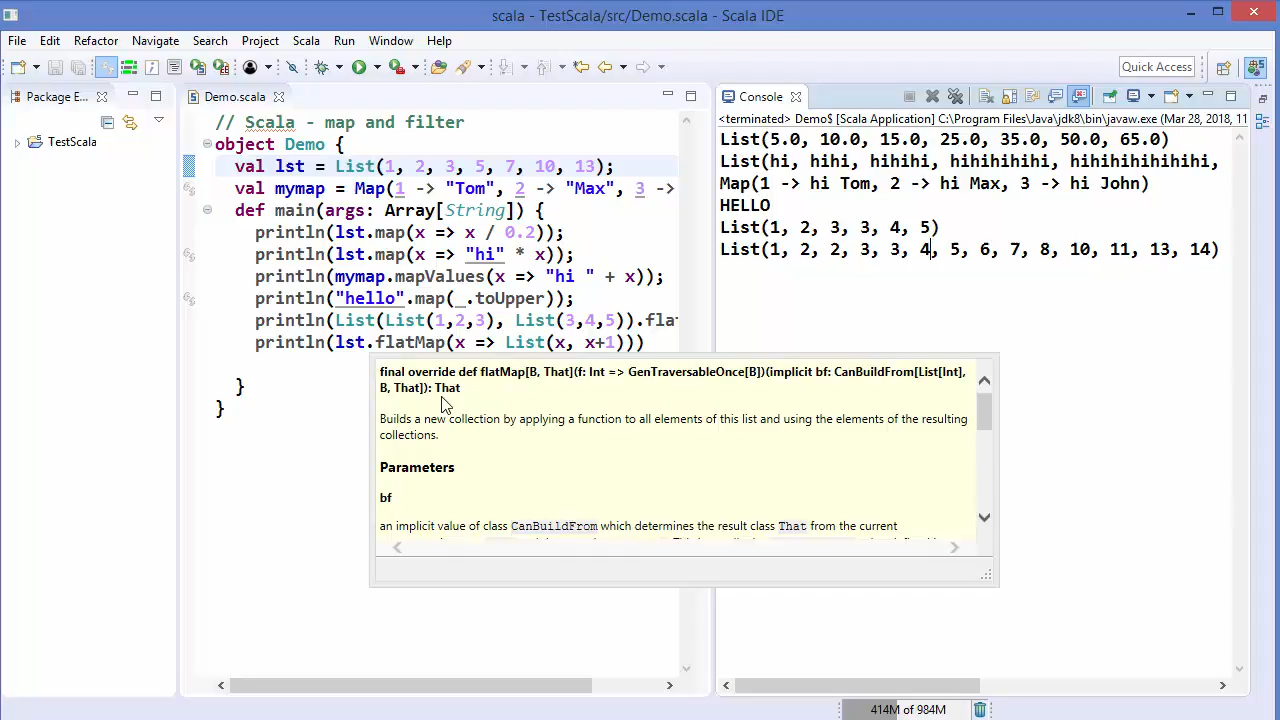 scala - TestScala/src/Demo.scala - Scala IDE
File Edit Refactor Navigate Search Project Scala Run Window Help
Quick Access
Package E...
TestScala
Demo.scala
// Scala - map and filter
object Demo {
val lst = List(1, 2, 3, 5, 7, 10, 13);
val mymap = Map(1 -> "Tom", 2 -> "Max", 3 ->
def main(args: Array[String]) {
println(lst.map(x => x / 0.2));
println(lst.map(x => "hi" * x));
println(mymap.mapValues(x => "hi " + x));
println("hello".map(_.toUpper));
println(List(List(1,2,3), List(3,4,5)).fla
println(lst.flatMap(x => List(x, x+1)))
}
}
final override def flatMap[B, That](f: Int => GenTraversableOnce[B])(implicit bf: CanBuildFrom[List[Int],
B, That]): That
Builds a new collection by applying a function to all elements of this list and using the elements of the resulting
collections.
Parameters
bf
an implicit value of class CanBuildFrom which determines the result class That from the current
Console
<terminated> Demo$ [Scala Application] C:\Program Files\Java\jdk8\bin\javaw.exe (Mar 28, 2018, 11
List(5.0, 10.0, 15.0, 25.0, 35.0, 50.0, 65.0)
List(hi, hihi, hihihi, hihihihihi, hihihihihihihi,
Map(1 -> hi Tom, 2 -> hi Max, 3 -> hi John)
HELLO
List(1, 2, 3, 3, 4, 5)
List(1, 2, 2, 3, 3, 4, 5, 6, 7, 8, 10, 11, 13, 14)
414M of 984M